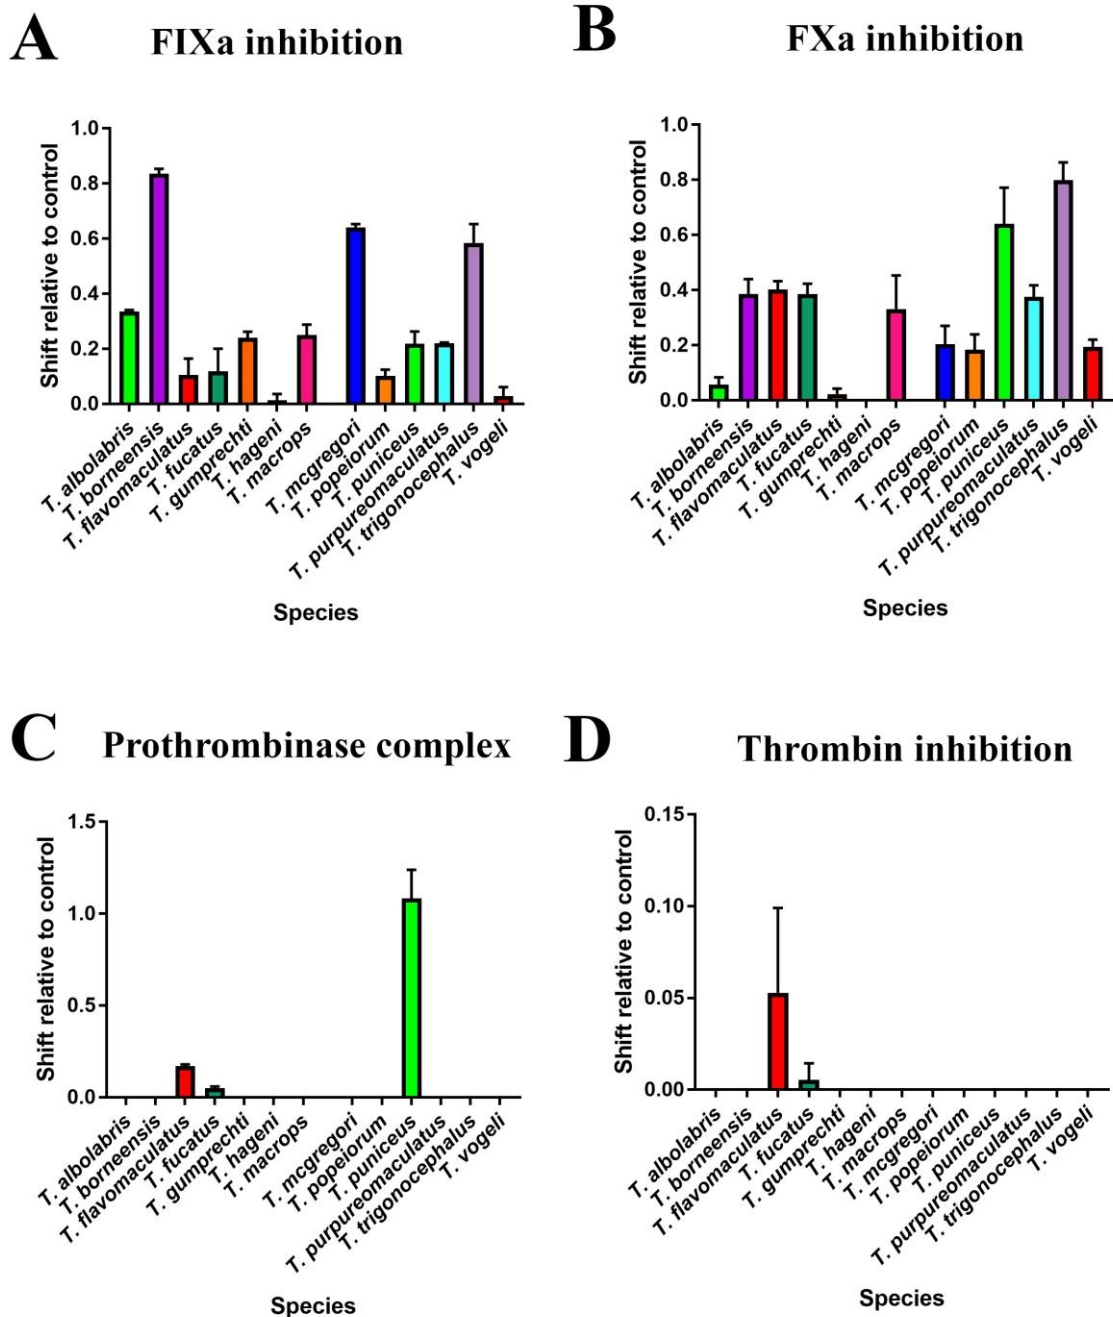 A FIXa inhibition
Shift relative to control
1.0
0.8
0.6
0.4
0.2
0.0
T. albolabris
T. borneensis
T. flavomaculatus
T. fucatus
T. gumprechti
T. hageni
T. macrops
T. mcgregori
T. popeiorum
T. puniceus
T. purpureomaculatus
T. trigonocephalus
T. vogeli
Species
B FXa inhibition
Shift relative to control
1.0
0.8
0.6
0.4
0.2
0.0
T. albolabris
T. borneensis
T. flavomaculatus
T. fucatus
T. gumprechti
T. hageni
T. macrops
T. mcgregori
T. popeiorum
T. puniceus
T. purpureomaculatus
T. trigonocephalus
T. vogeli
Species
C Prothrombinase complex
Shift relative to control
1.5
1.0
0.5
0.0
T. albolabris
T. borneensis
T. flavomaculatus
T. fucatus
T. gumprechti
T. hageni
T. macrops
T. mcgregori
T. popeiorum
T. puniceus
T. purpureomaculatus
T. trigonocephalus
T. vogeli
Species
D Thrombin inhibition
Shift relative to control
0.15
0.10
0.05
0.00
T. albolabris
T. borneensis
T. flavomaculatus
T. fucatus
T. gumprechti
T. hageni
T. macrops
T. mcgregori
T. popeiorum
T. puniceus
T. purpureomaculatus
T. trigonocephalus
T. vogeli
Species